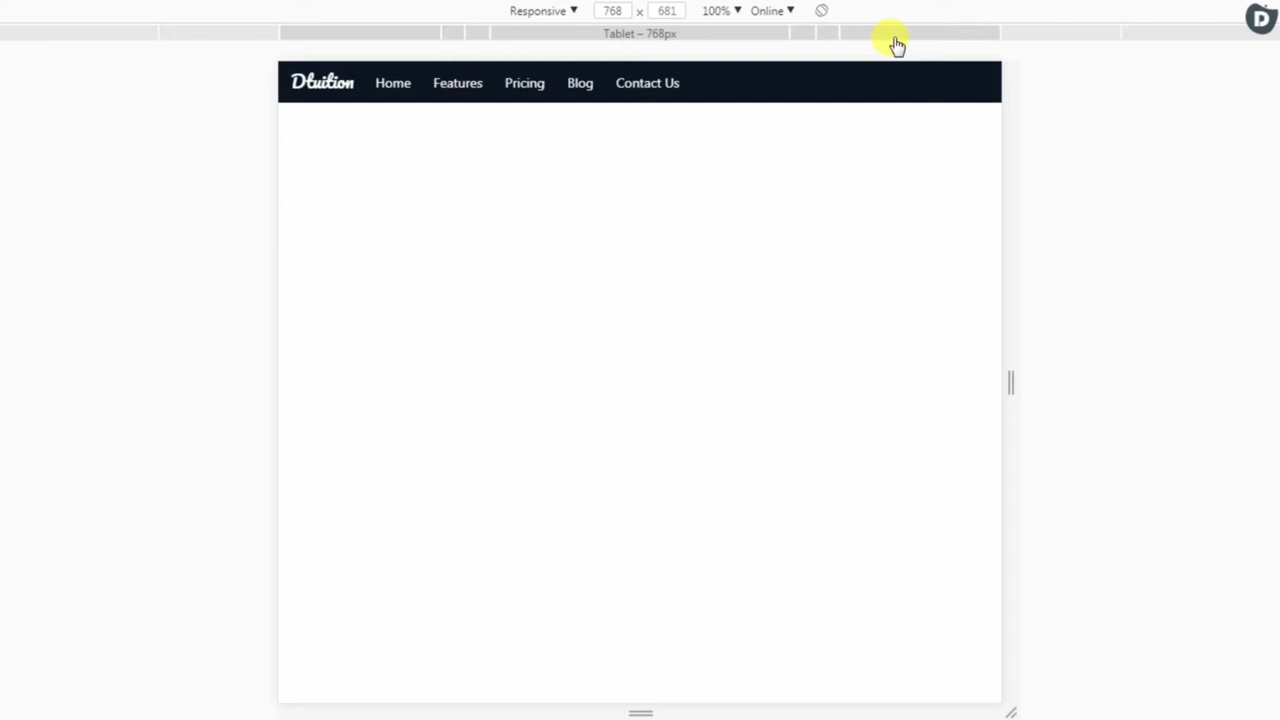 Responsive ▼ 768 x 681 100% ▼ Online ▼
Tablet – 768px
D
Dtuition Home Features Pricing Blog Contact Us